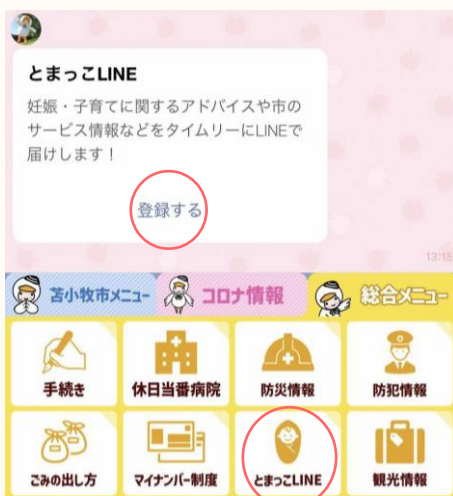 とまっこLINE
妊娠・子育てに関するアドバイスや市の
サービス情報などをタイムリーにLINEで
届けします！
登録する
13:15
苫小牧市メニュー
コロナ情報
総合メニュー
手続き
休日当番病院
防災情報
防犯情報
ごみの出し方
マイナンバー制度
とまっこLINE
観光情報